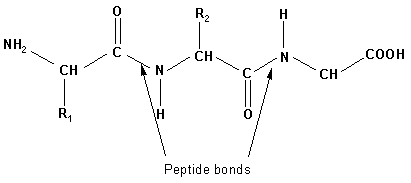 O R₂ H
NH₂ C N COOH
CH N CH C CH
R₁ H O
Peptide bonds